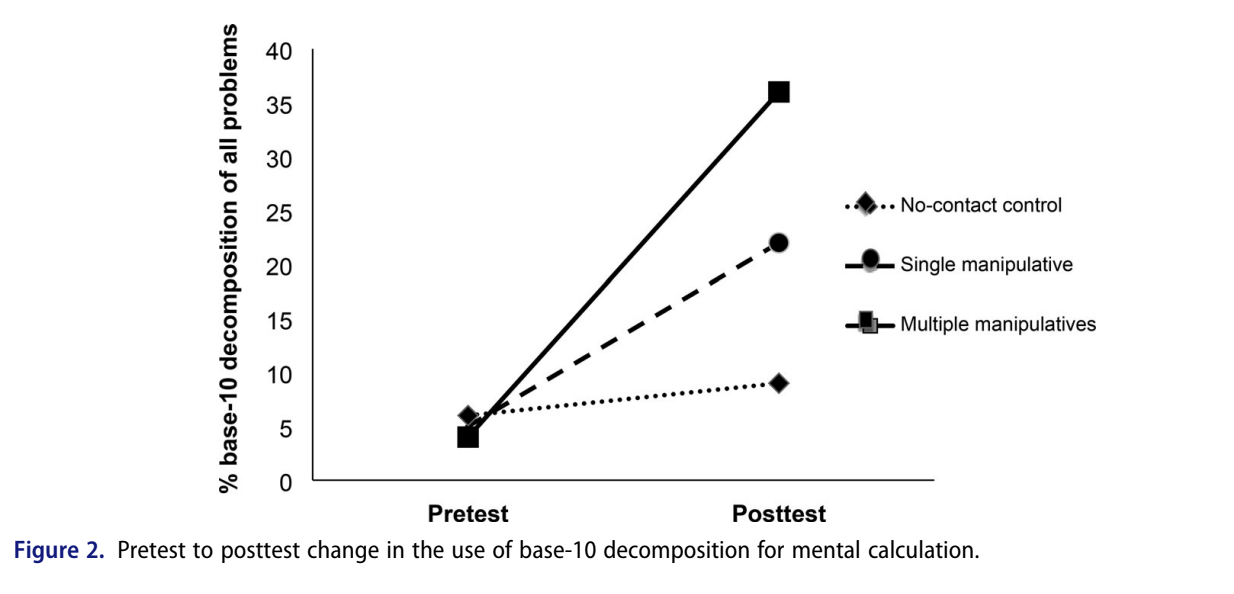 % base-10 decomposition of all problems
40
35
30
25
20
15
10
5
0
No-contact control
Single manipulative
Multiple manipulatives
Pretest Posttest
Figure 2. Pretest to posttest change in the use of base-10 decomposition for mental calculation.